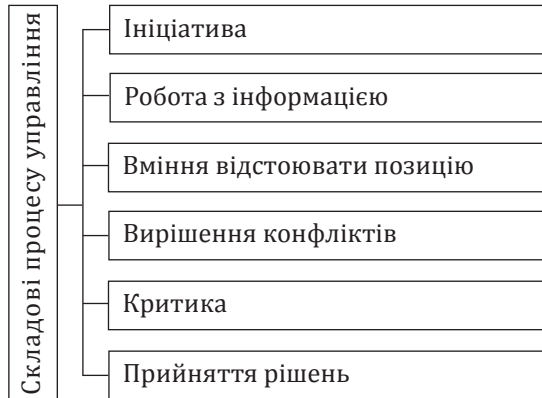 Складові процесу управління
Ініціатива
Робота з інформацією
Вміння відстоювати позицію
Вирішення конфліктів
Критика
Прийняття рішень